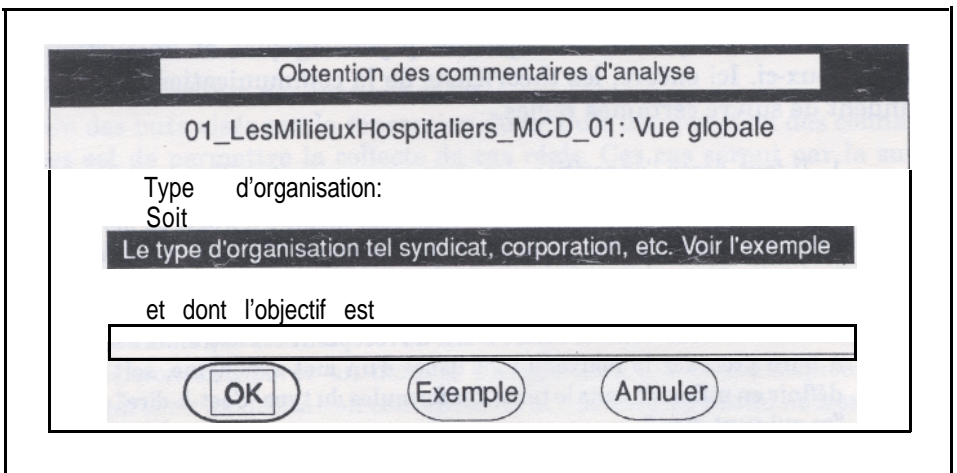 Obtention des commentaires d'analyse
01_LesMilieuxHospitaliers_MCD_01: Vue globale
Type d'organisation:
Soit
Le type d'organisation tel syndicat, corporation, etc. Voir l'exemple
et dont l'objectif est
OK Exemple Annuler